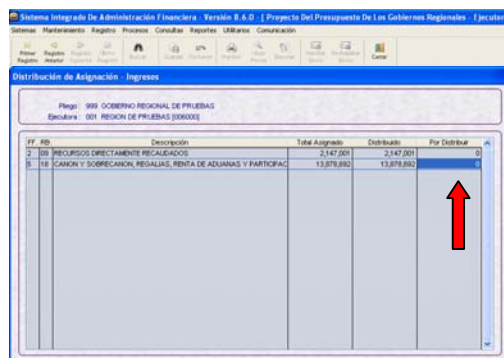 Sistema Integrado De Administración Financiera - Versión 8.6.0 - [ Proyecto Del Presupuesto De Los Gobiernos Regionales - Ejecutor
Sistemas Mantenimiento Registro Procesos Consultas Reportes Utilitarios Comunicación
Primer Registro Registro Anterior Buscar Cerrar
Distribución de Asignación - Ingresos
Pliego : 999 GOBIERNO REGIONAL DE PRUEBAS
Ejecutora : 001 REGION DE PRUEBAS [006000]
FF RB Descripción Total Asignado Distribuido Por Distribuir
2 09 RECURSOS DIRECTAMENTE RECAUDADOS 2,147,001 2,147,001 0
5 18 CANON Y SOBRECANON, REGALIAS, RENTA DE ADUANAS Y PARTICIPAC 13,878,892 13,878,892 0